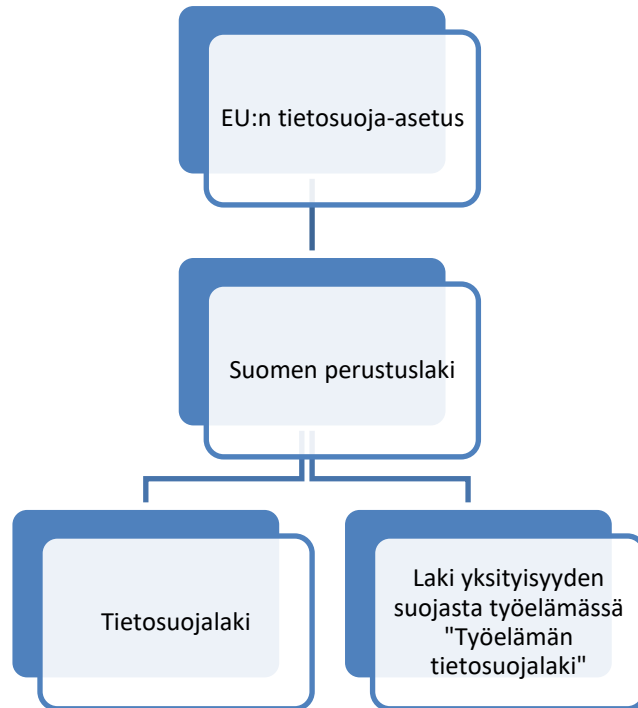 EU:n tietosuoja-asetus
Suomen perustuslaki
Tietosuojalaki
Laki yksityisyyden
suojasta työelämässä
"Työelämän
tietosuojalaki"